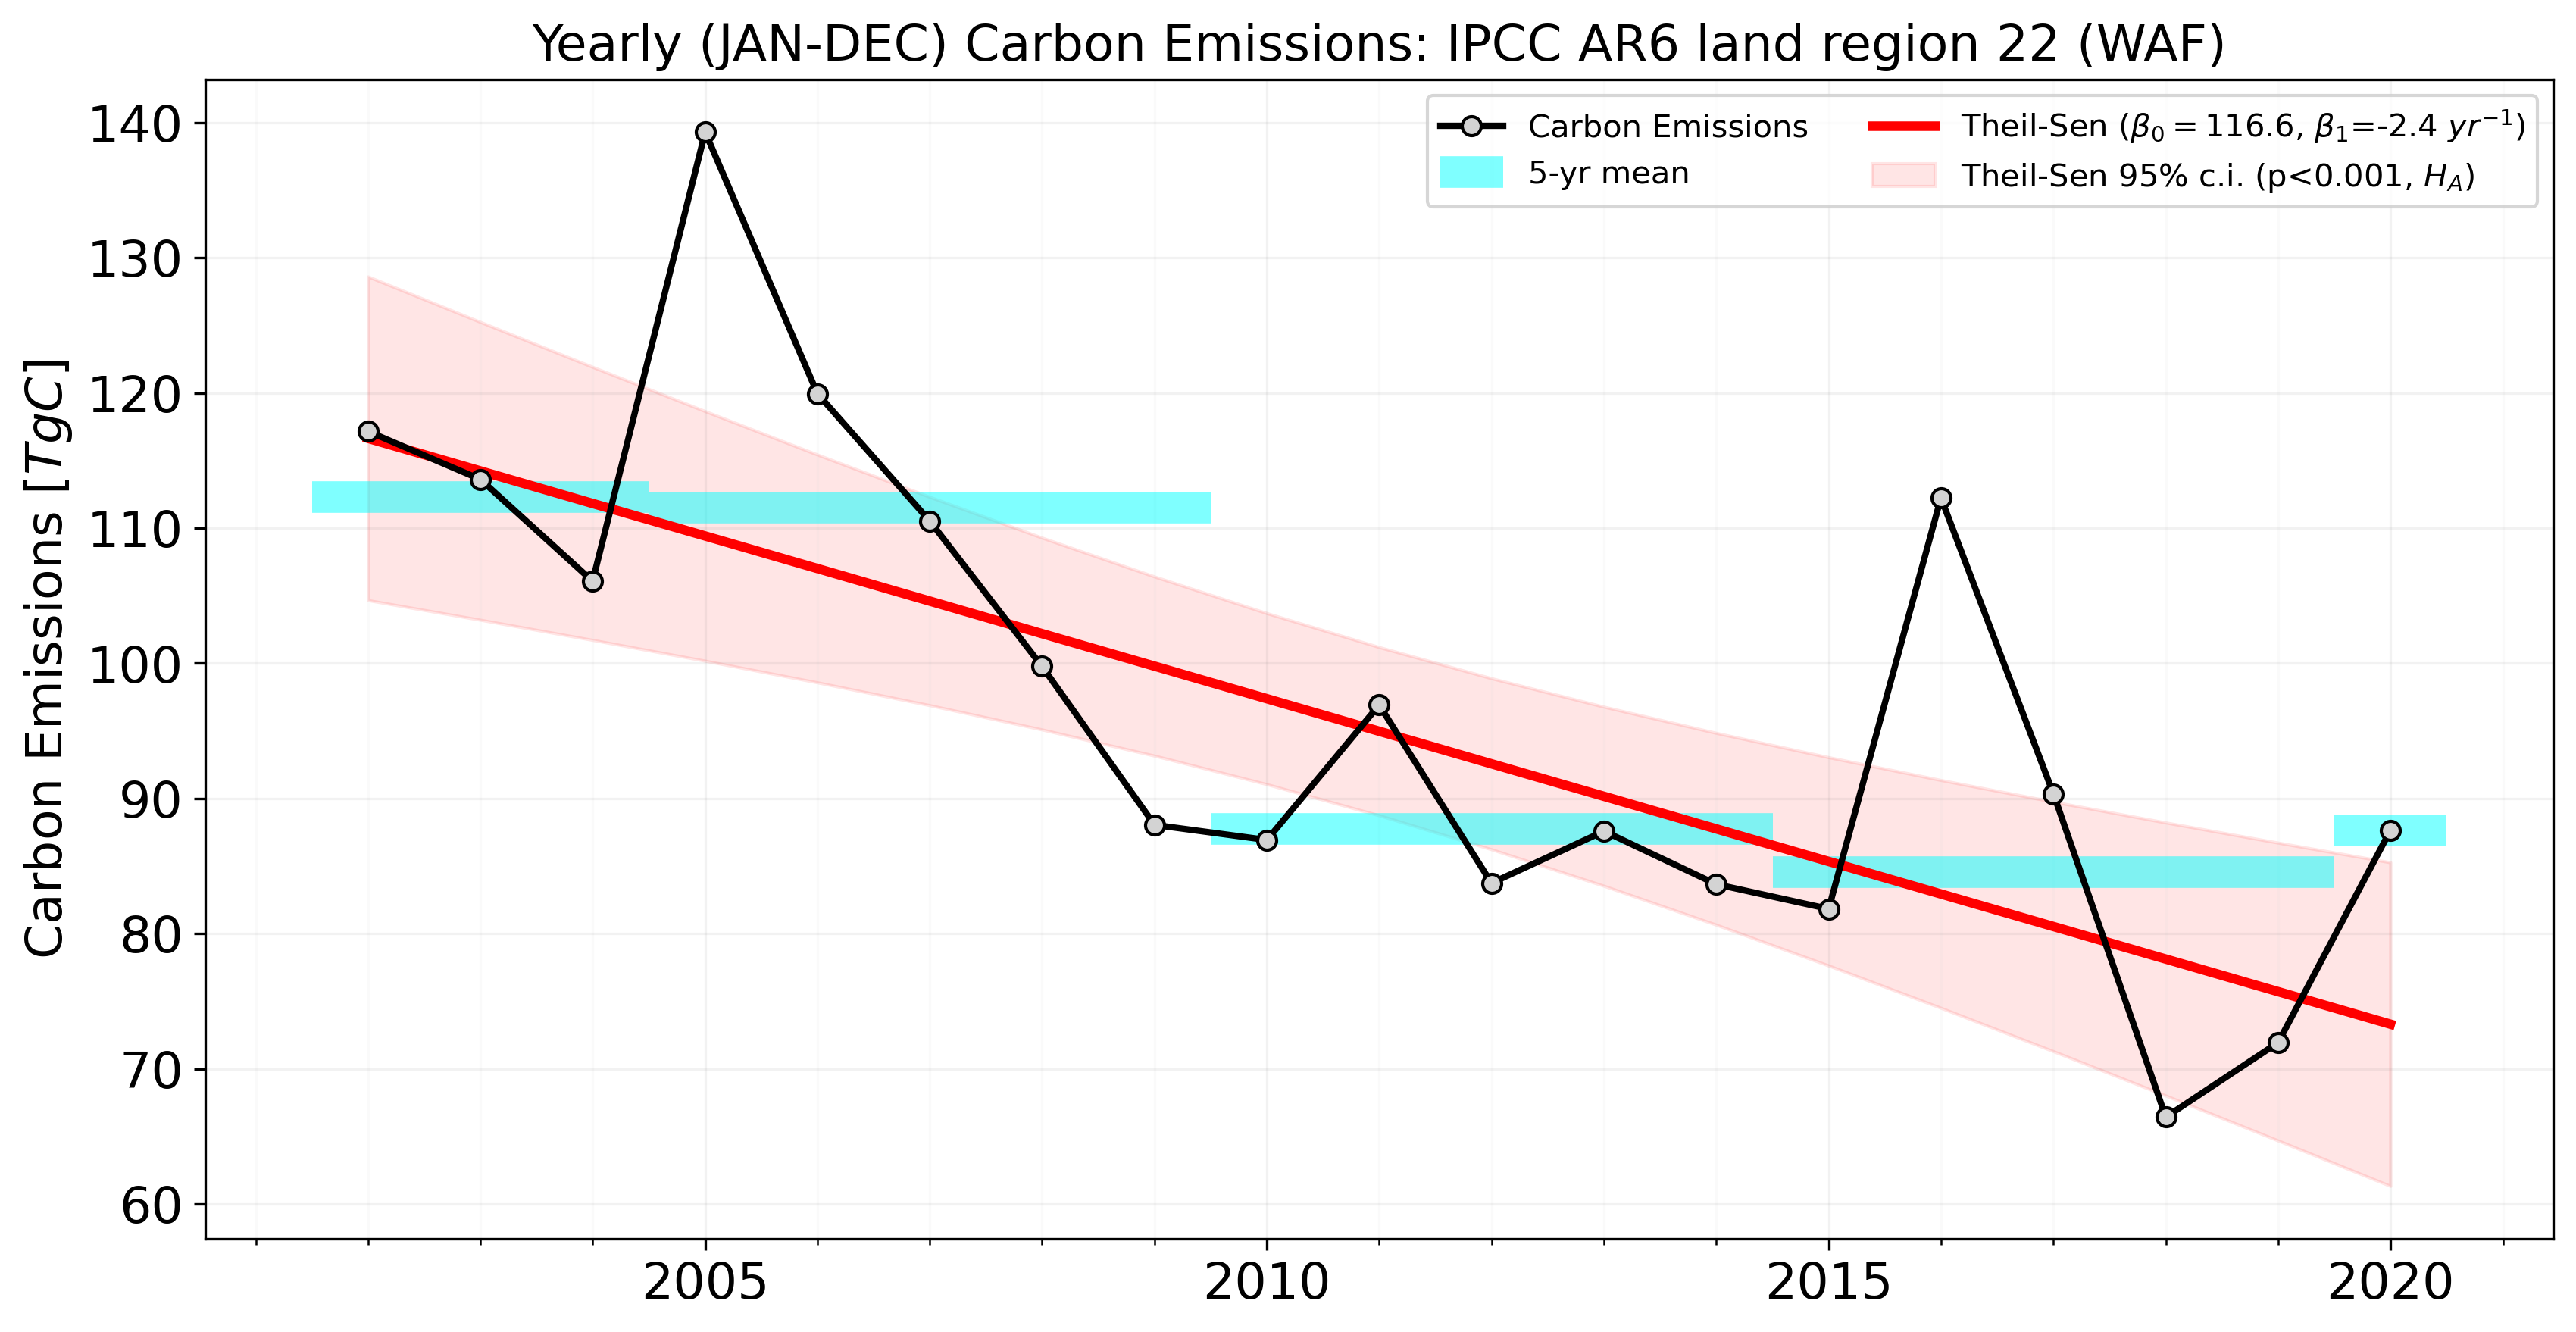 Yearly (JAN-DEC) Carbon Emissions: IPCC AR6 land region 22 (WAF)
Carbon Emissions
5-yr mean
Theil-Sen (β₀ = 116.6, β₁=-2.4 yr⁻¹)
Theil-Sen 95% c.i. (p<0.001, H_A)
Carbon Emissions [TgC]
140
130
120
110
100
90
80
70
60
2005 2010 2015 2020